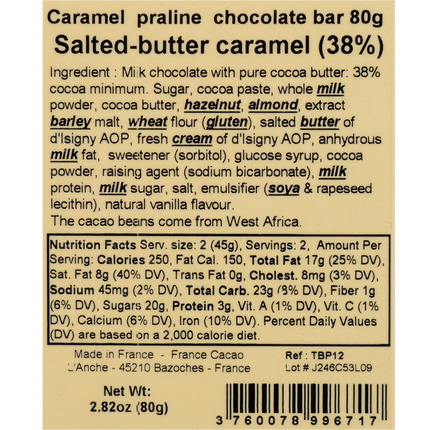 Caramel praline chocolate bar 80g
Salted-butter caramel (38%)
Ingredient : Milk chocolate with pure cocoa butter: 38%
cocoa minimum. Sugar, cocoa paste, whole milk
powder, cocoa butter, hazelnut, almond, extract
barley malt, wheat flour (gluten), salted butter of
d'Isigny AOP, fresh cream of d'Isigny AOP, anhydrous
milk fat, sweetener (sorbitol), glucose syrup, cocoa
powder, raising agent (sodium bicarbonate), milk
protein, milk sugar, salt, emulsifier (soya & rapeseed
lecithin), natural vanilla flavour.
The cacao beans come from West Africa.
Nutrition Facts Serv. size: 2 (45g), Servings: 2, Amount Per
Serving: Calories 250, Fat Cal. 150, Total Fat 17g (25% DV),
Sat. Fat 8g (40% DV), Trans Fat 0g, Cholest. 8mg (3% DV),
Sodium 45mg (2% DV), Total Carb. 23g (8% DV), Fiber 1g
(6% DV), Sugars 20g, Protein 3g, Vit. A (1% DV), Vit. C (1%
DV), Calcium (6% DV), Iron (10% DV). Percent Daily Values
(DV) are based on a 2,000 calorie diet.
Made in France - France Cacao
L'Anche - 45210 Bazoches - France
Ref : TBP12
Lot # J246C53L09
Net Wt:
2.82oz (80g)
3 760078 996717